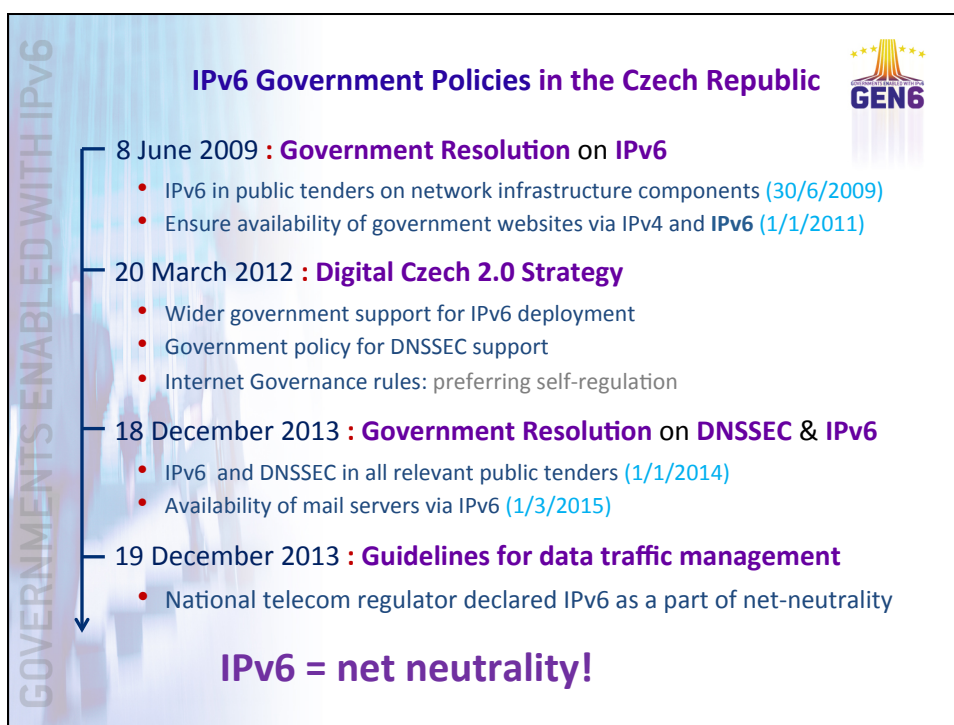 GOVERNMENTS ENABLED WITH IPv6
IPv6 Government Policies in the Czech Republic
GOVERNMENTS ENABLED WITH IPv6
GEN6
8 June 2009 : Government Resolution on IPv6
• IPv6 in public tenders on network infrastructure components (30/6/2009)
• Ensure availability of government websites via IPv4 and IPv6 (1/1/2011)
20 March 2012 : Digital Czech 2.0 Strategy
• Wider government support for IPv6 deployment
• Government policy for DNSSEC support
• Internet Governance rules: preferring self-regulation
18 December 2013 : Government Resolution on DNSSEC & IPv6
• IPv6 and DNSSEC in all relevant public tenders (1/1/2014)
• Availability of mail servers via IPv6 (1/3/2015)
19 December 2013 : Guidelines for data traffic management
• National telecom regulator declared IPv6 as a part of net-neutrality
IPv6 = net neutrality!